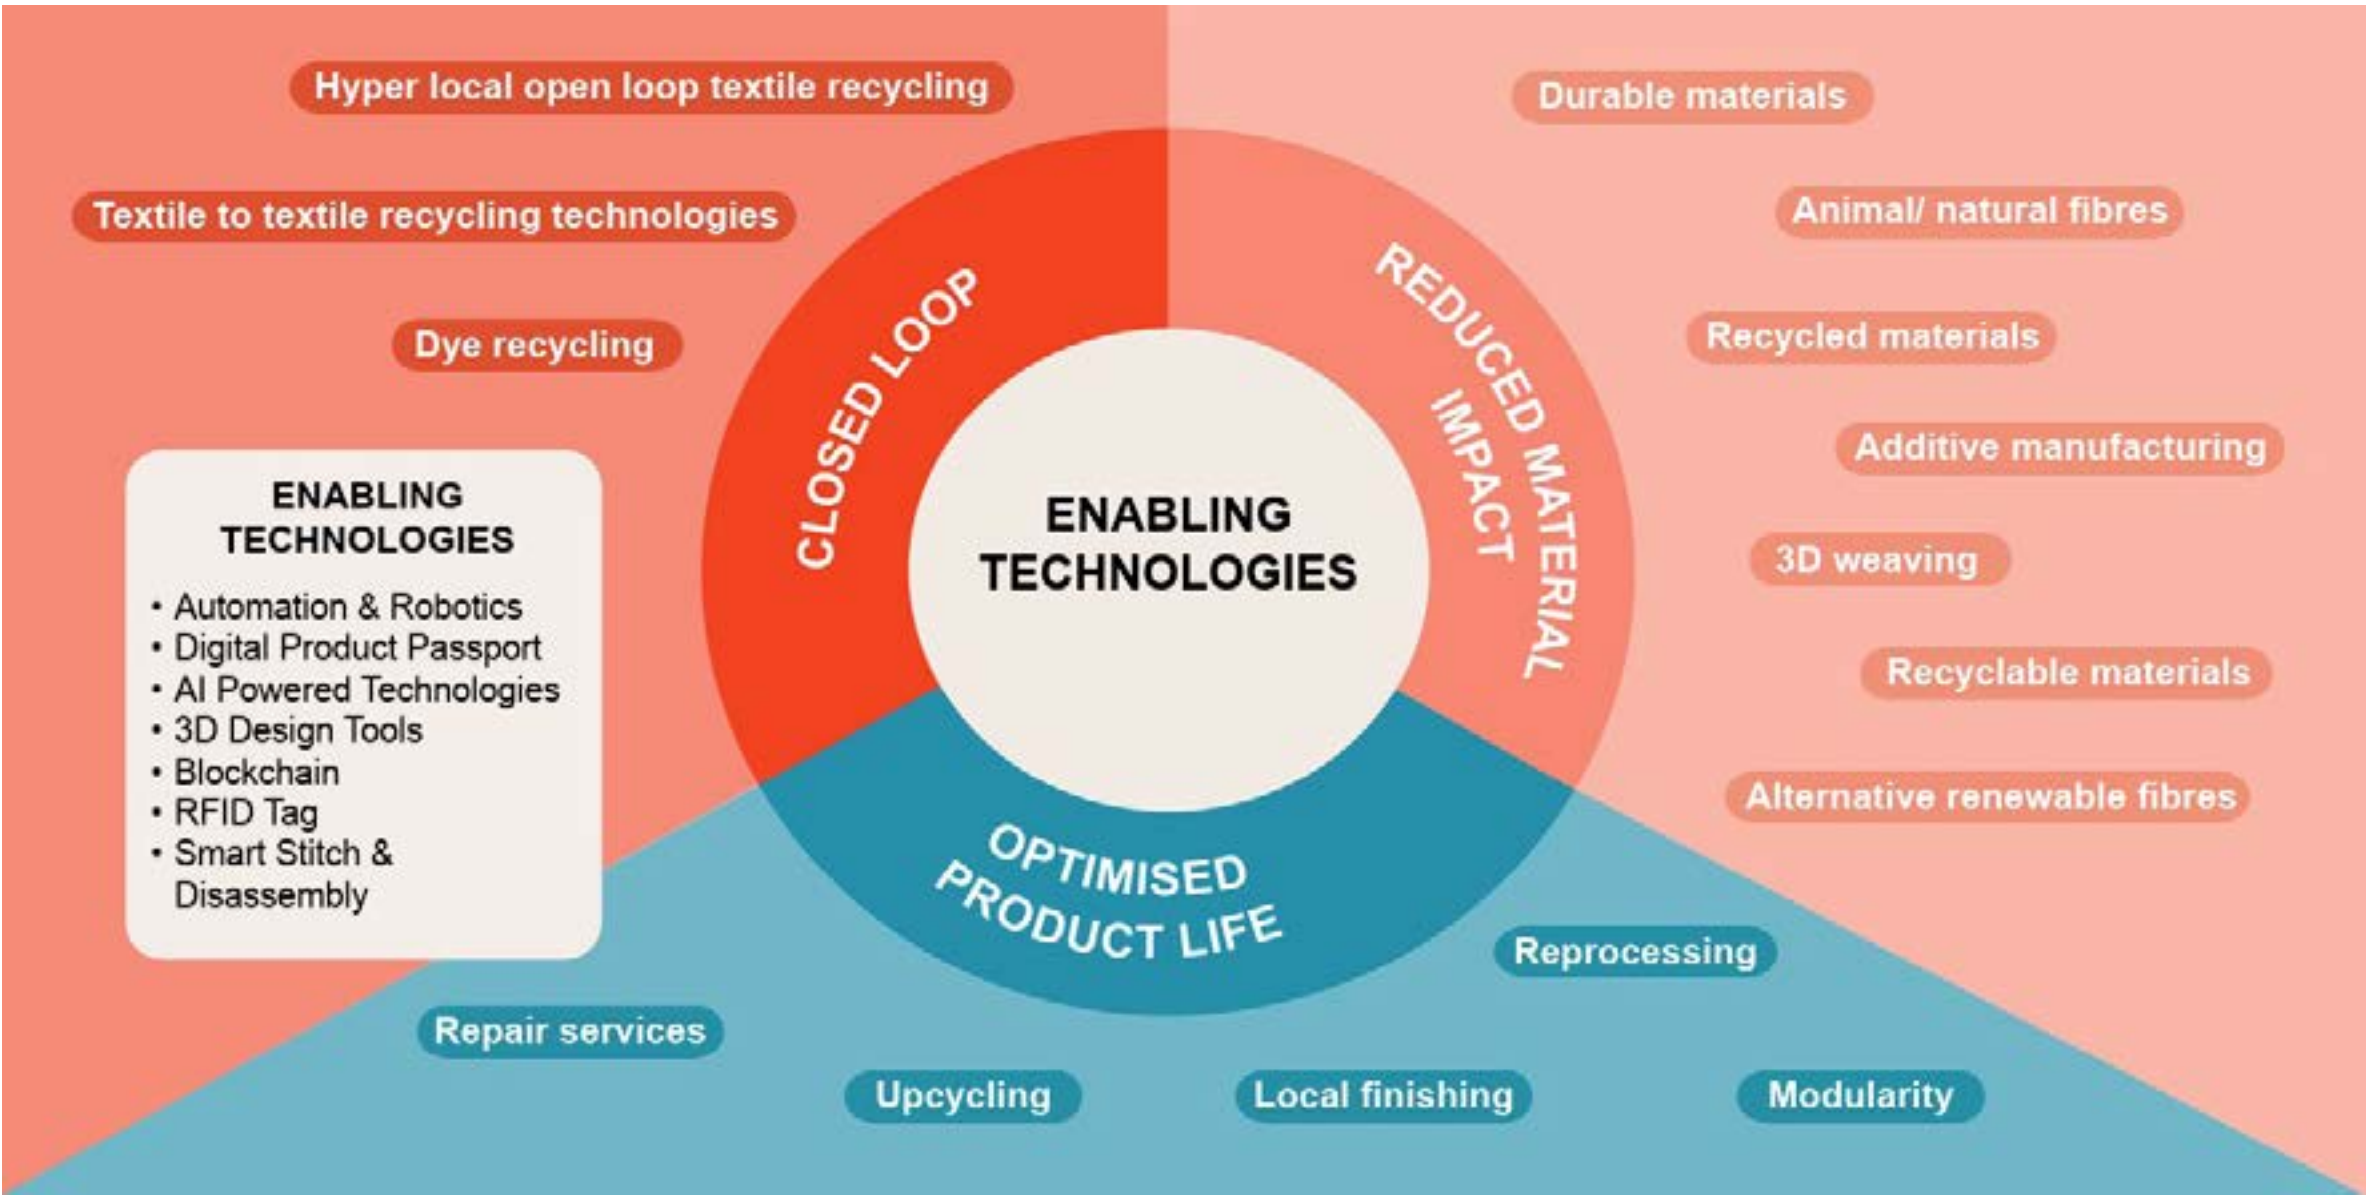 Hyper local open loop textile recycling
Textile to textile recycling technologies
Dye recycling
CLOSED LOOP
ENABLING
TECHNOLOGIES
• Automation & Robotics
• Digital Product Passport
• AI Powered Technologies
• 3D Design Tools
• Blockchain
• RFID Tag
• Smart Stitch &
Disassembly
ENABLING
TECHNOLOGIES
REDUCED MATERIAL
IMPACT
Durable materials
Animal/ natural fibres
Recycled materials
Additive manufacturing
3D weaving
Recyclable materials
Alternative renewable fibres
OPTIMISED
PRODUCT LIFE
Repair services
Upcycling
Local finishing
Reprocessing
Modularity